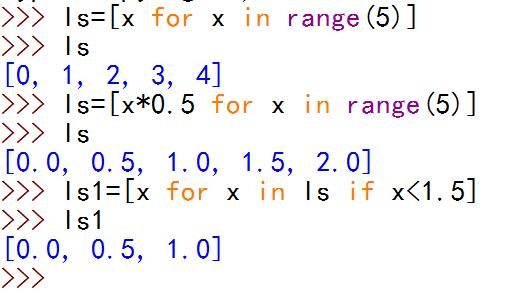 >>> ls=[x for x in range(5)]
>>> ls
[0, 1, 2, 3, 4]
>>> ls=[x*0.5 for x in range(5)]
>>> ls
[0.0, 0.5, 1.0, 1.5, 2.0]
>>> ls1=[x for x in ls if x<1.5]
>>> ls1
[0.0, 0.5, 1.0]
>>>